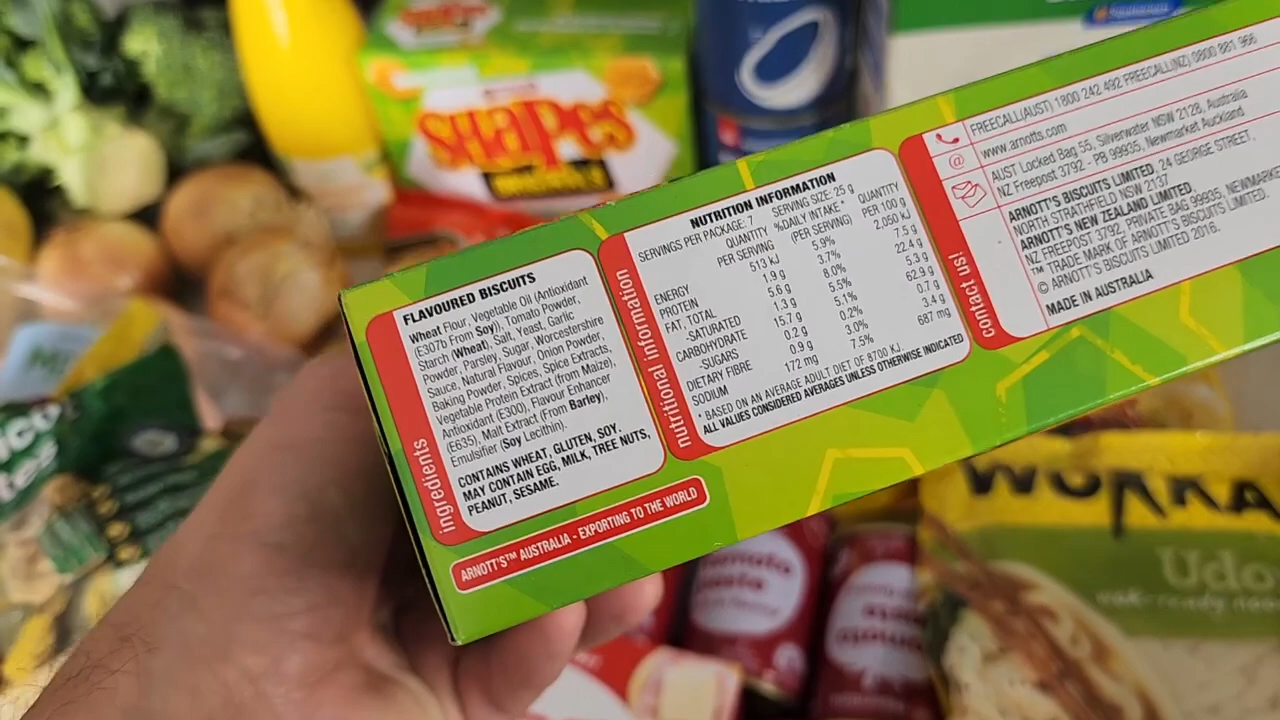 SHAPES
FLAVOURED BISCUITS
Wheat Flour, Vegetable Oil (Antioxidant
(E307b From Soy)), Tomato Powder,
Starch (Wheat), Salt, Yeast, Garlic
Powder, Parsley, Sugar, Worcestershire
Sauce, Natural Flavour, Onion Powder,
Baking Powder, Spices, Spice Extracts,
Vegetable Protein Extract (from Maize),
Antioxidant (E300), Flavour Enhancer
(E635), Malt Extract (From Barley),
Emulsifier (Soy Lecithin).
CONTAINS WHEAT, GLUTEN, SOY.
MAY CONTAIN EGG, MILK, TREE NUTS,
PEANUT, SESAME.
ingredients
ARNOTT'S™ AUSTRALIA - EXPORTING TO THE WORLD
nutritional information
NUTRITION INFORMATION
SERVINGS PER PACKAGE: 7 SERVING SIZE: 25 g
QUANTITY %DAILY INTAKE * QUANTITY
PER SERVING (PER SERVING) PER 100 g
ENERGY 513 kJ 5.9% 2,050 kJ
PROTEIN 1.9 g 3.7% 7.5 g
FAT, TOTAL 5.6 g 8.0% 22.4 g
-SATURATED 1.3 g 5.5% 5.3 g
CARBOHYDRATE 15.7 g 5.1% 62.9 g
-SUGARS 0.2 g 0.2% 0.7 g
DIETARY FIBRE 0.9 g 3.0% 3.4 g
SODIUM 172 mg 7.5% 687 mg
* BASED ON AN AVERAGE ADULT DIET OF 8700 KJ.
ALL VALUES CONSIDERED AVERAGES UNLESS OTHERWISE INDICATED
contact us!
FREECALL(AUST) 1800 242 492 FREECALL(NZ) 0800 881 966
@ www.arnotts.com
AUST Locked Bag 55, Silverwater NSW 2128, Australia
NZ Freepost 3792 - PB 99935, Newmarket Auckland
ARNOTT'S BISCUITS LIMITED, 24 GEORGE STREET,
NORTH STRATHFIELD NSW 2137
ARNOTT'S NEW ZEALAND LIMITED,
NZ FREEPOST 3792, PRIVATE BAG 99935, NEWMARKE
™ TRADE MARK OF ARNOTT'S BISCUITS LIMITED.
© ARNOTT'S BISCUITS LIMITED 2016.
MADE IN AUSTRALIA
WOKKA
Udo